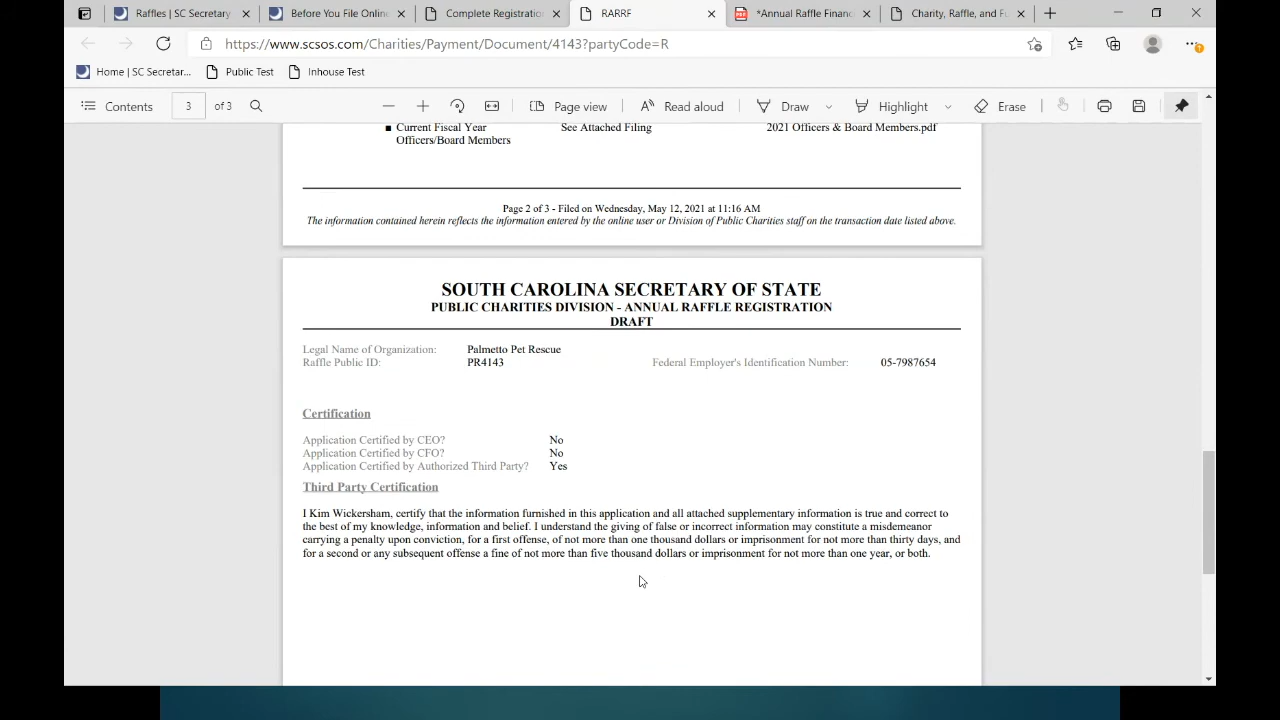 Raffles | SC Secretary
Before You File Online
Complete Registration
RARRF
*Annual Raffle Financ
Charity, Raffle, and Fu
https://www.scsos.com/Charities/Payment/Document/4143?partyCode=R
Home | SC Secretar...
Public Test
Inhouse Test
Contents
3
of 3
Page view
Read aloud
Draw
Highlight
Erase
Current Fiscal Year See Attached Filing 2021 Officers & Board Members.pdf
Officers/Board Members
Page 2 of 3 - Filed on Wednesday, May 12, 2021 at 11:16 AM
The information contained herein reflects the information entered by the online user or Division of Public Charities staff on the transaction date listed above.
SOUTH CAROLINA SECRETARY OF STATE
PUBLIC CHARITIES DIVISION - ANNUAL RAFFLE REGISTRATION
DRAFT
Legal Name of Organization: Palmetto Pet Rescue
Raffle Public ID: PR4143 Federal Employer's Identification Number: 05-7987654
Certification
Application Certified by CEO? No
Application Certified by CFO? No
Application Certified by Authorized Third Party? Yes
Third Party Certification
I Kim Wickersham, certify that the information furnished in this application and all attached supplementary information is true and correct to
the best of my knowledge, information and belief. I understand the giving of false or incorrect information may constitute a misdemeanor
carrying a penalty upon conviction, for a first offense, of not more than one thousand dollars or imprisonment for not more than thirty days, and
for a second or any subsequent offense a fine of not more than five thousand dollars or imprisonment for not more than one year, or both.